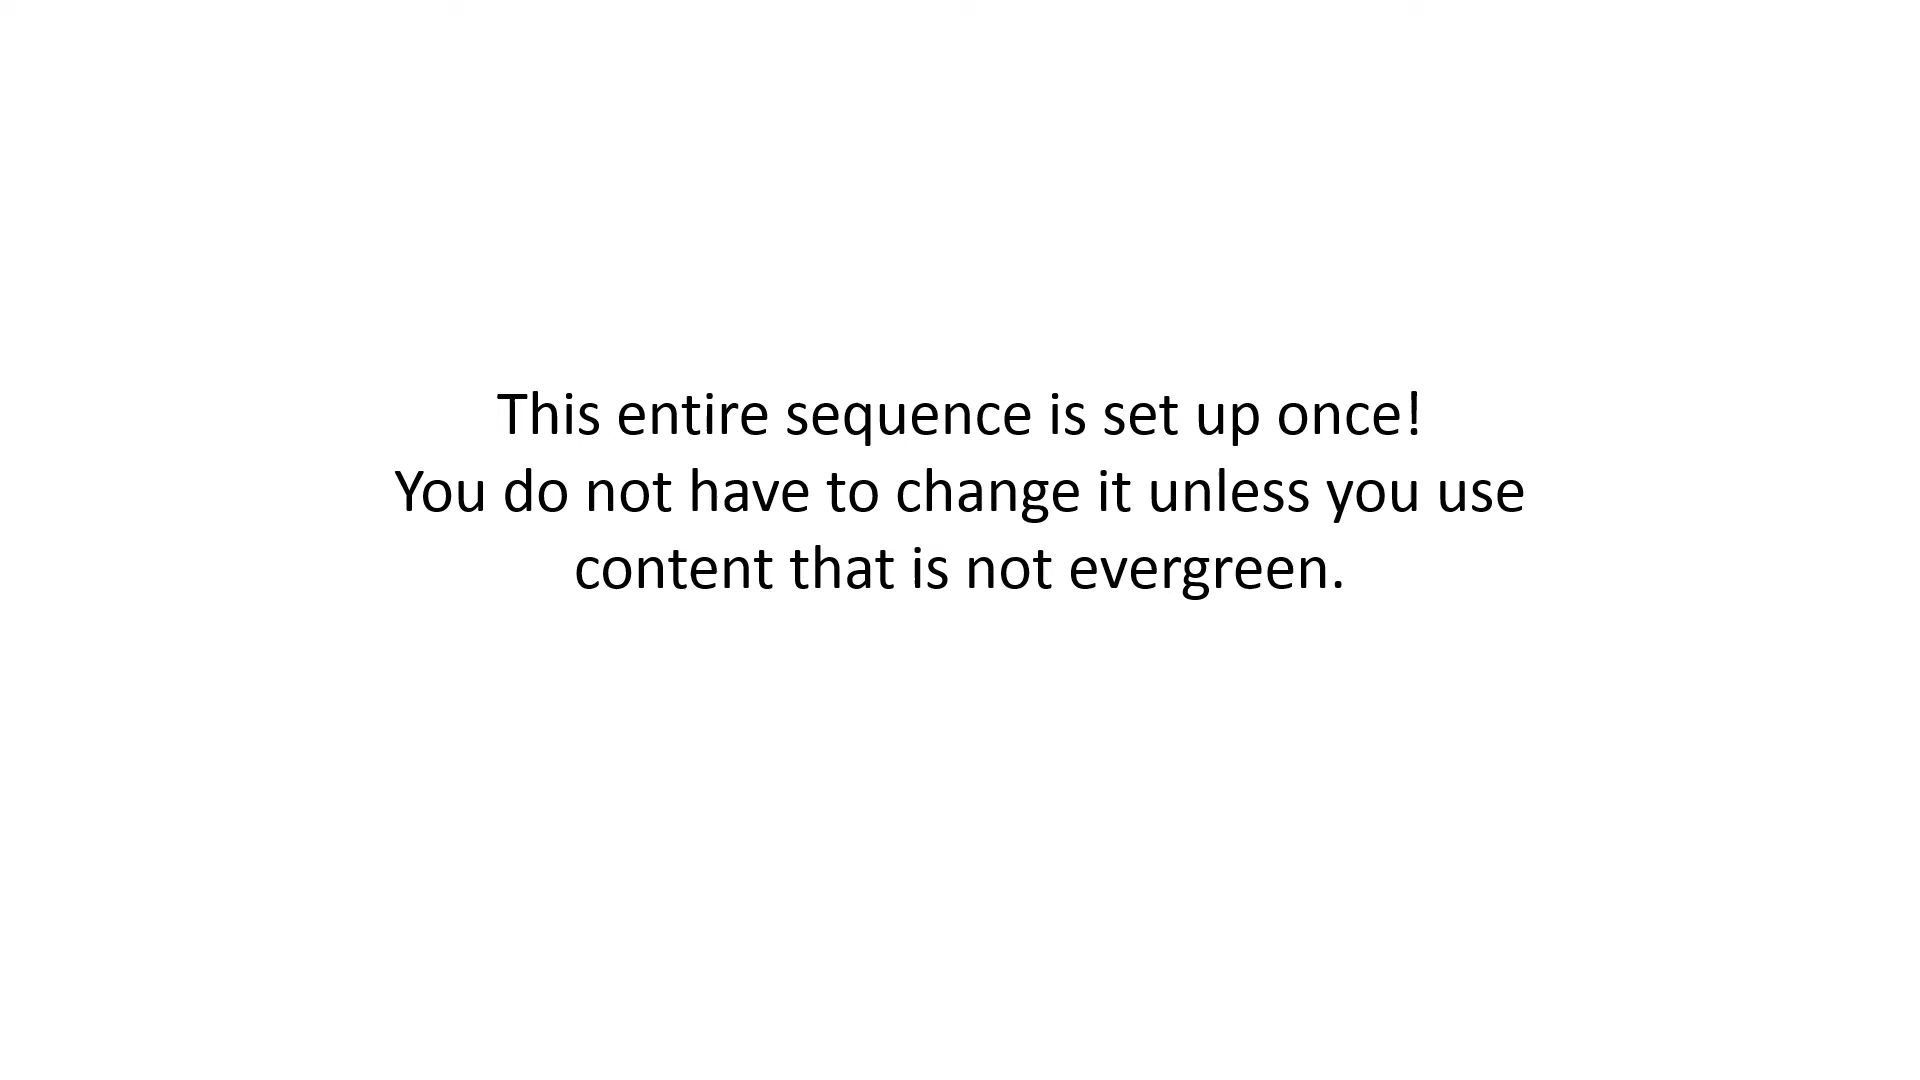 This entire sequence is set up once!
You do not have to change it unless you use
content that is not evergreen.